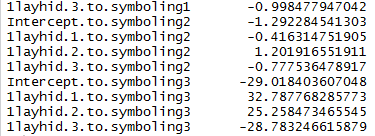 1layhid.3.to.symboling1 -0.998477947042
Intercept.to.symboling2 -1.292284541303
1layhid.1.to.symboling2 -0.416314751905
1layhid.2.to.symboling2 1.201916551911
1layhid.3.to.symboling2 -0.777536478917
Intercept.to.symboling3 -29.018403607048
1layhid.1.to.symboling3 32.787768285773
1layhid.2.to.symboling3 25.258473465545
1layhid.3.to.symboling3 -28.783246615879